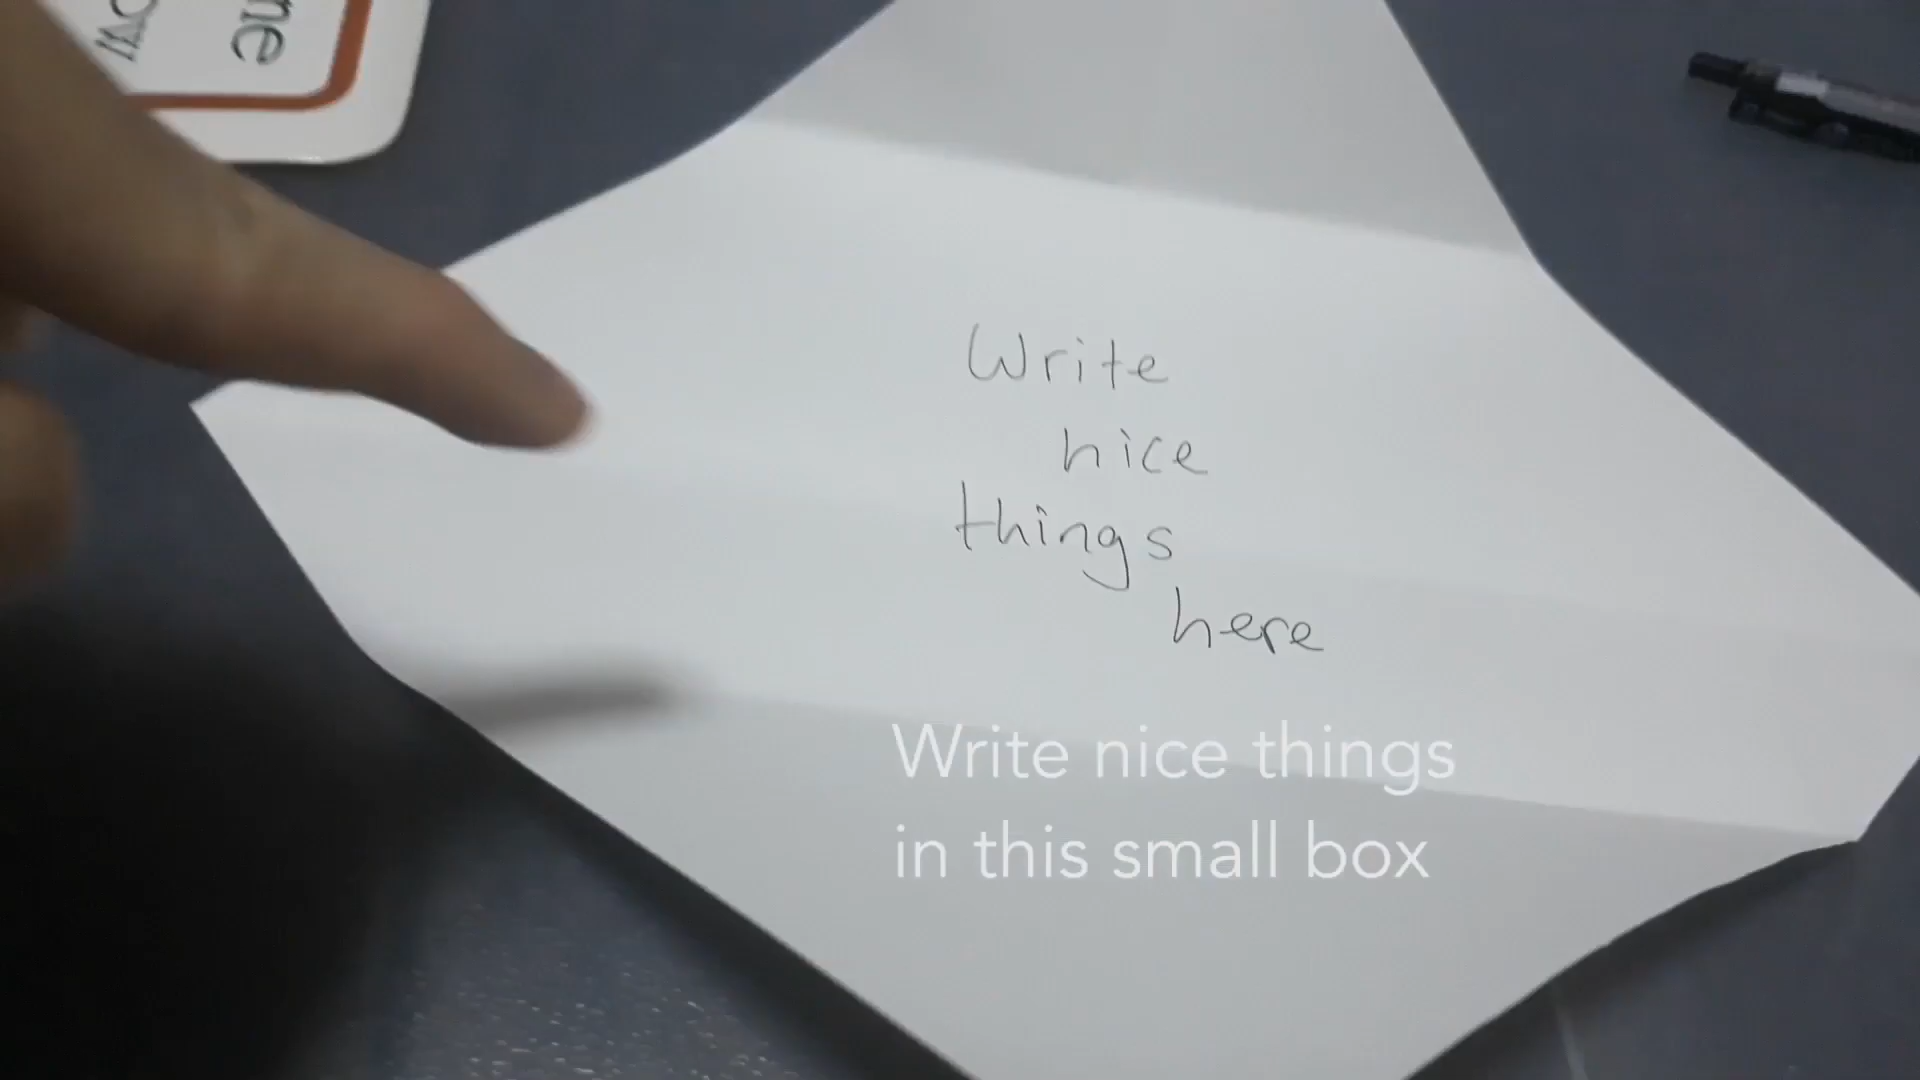 Write
nice
things
here
Write nice things
in this small box